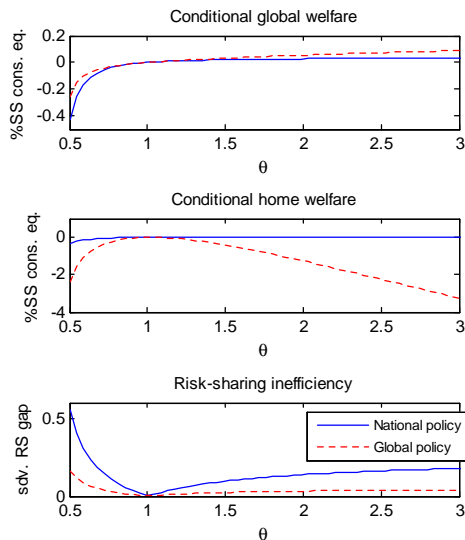 Conditional global welfare
%SS cons. eq.
0.2
0
-0.2
-0.4
0.5 1 1.5 2 2.5 3
θ
Conditional home welfare
%SS cons. eq.
0
-2
-4
0.5 1 1.5 2 2.5 3
θ
Risk-sharing inefficiency
sdv. RS gap
0.5
0
National policy
Global policy
0.5 1 1.5 2 2.5 3
θ